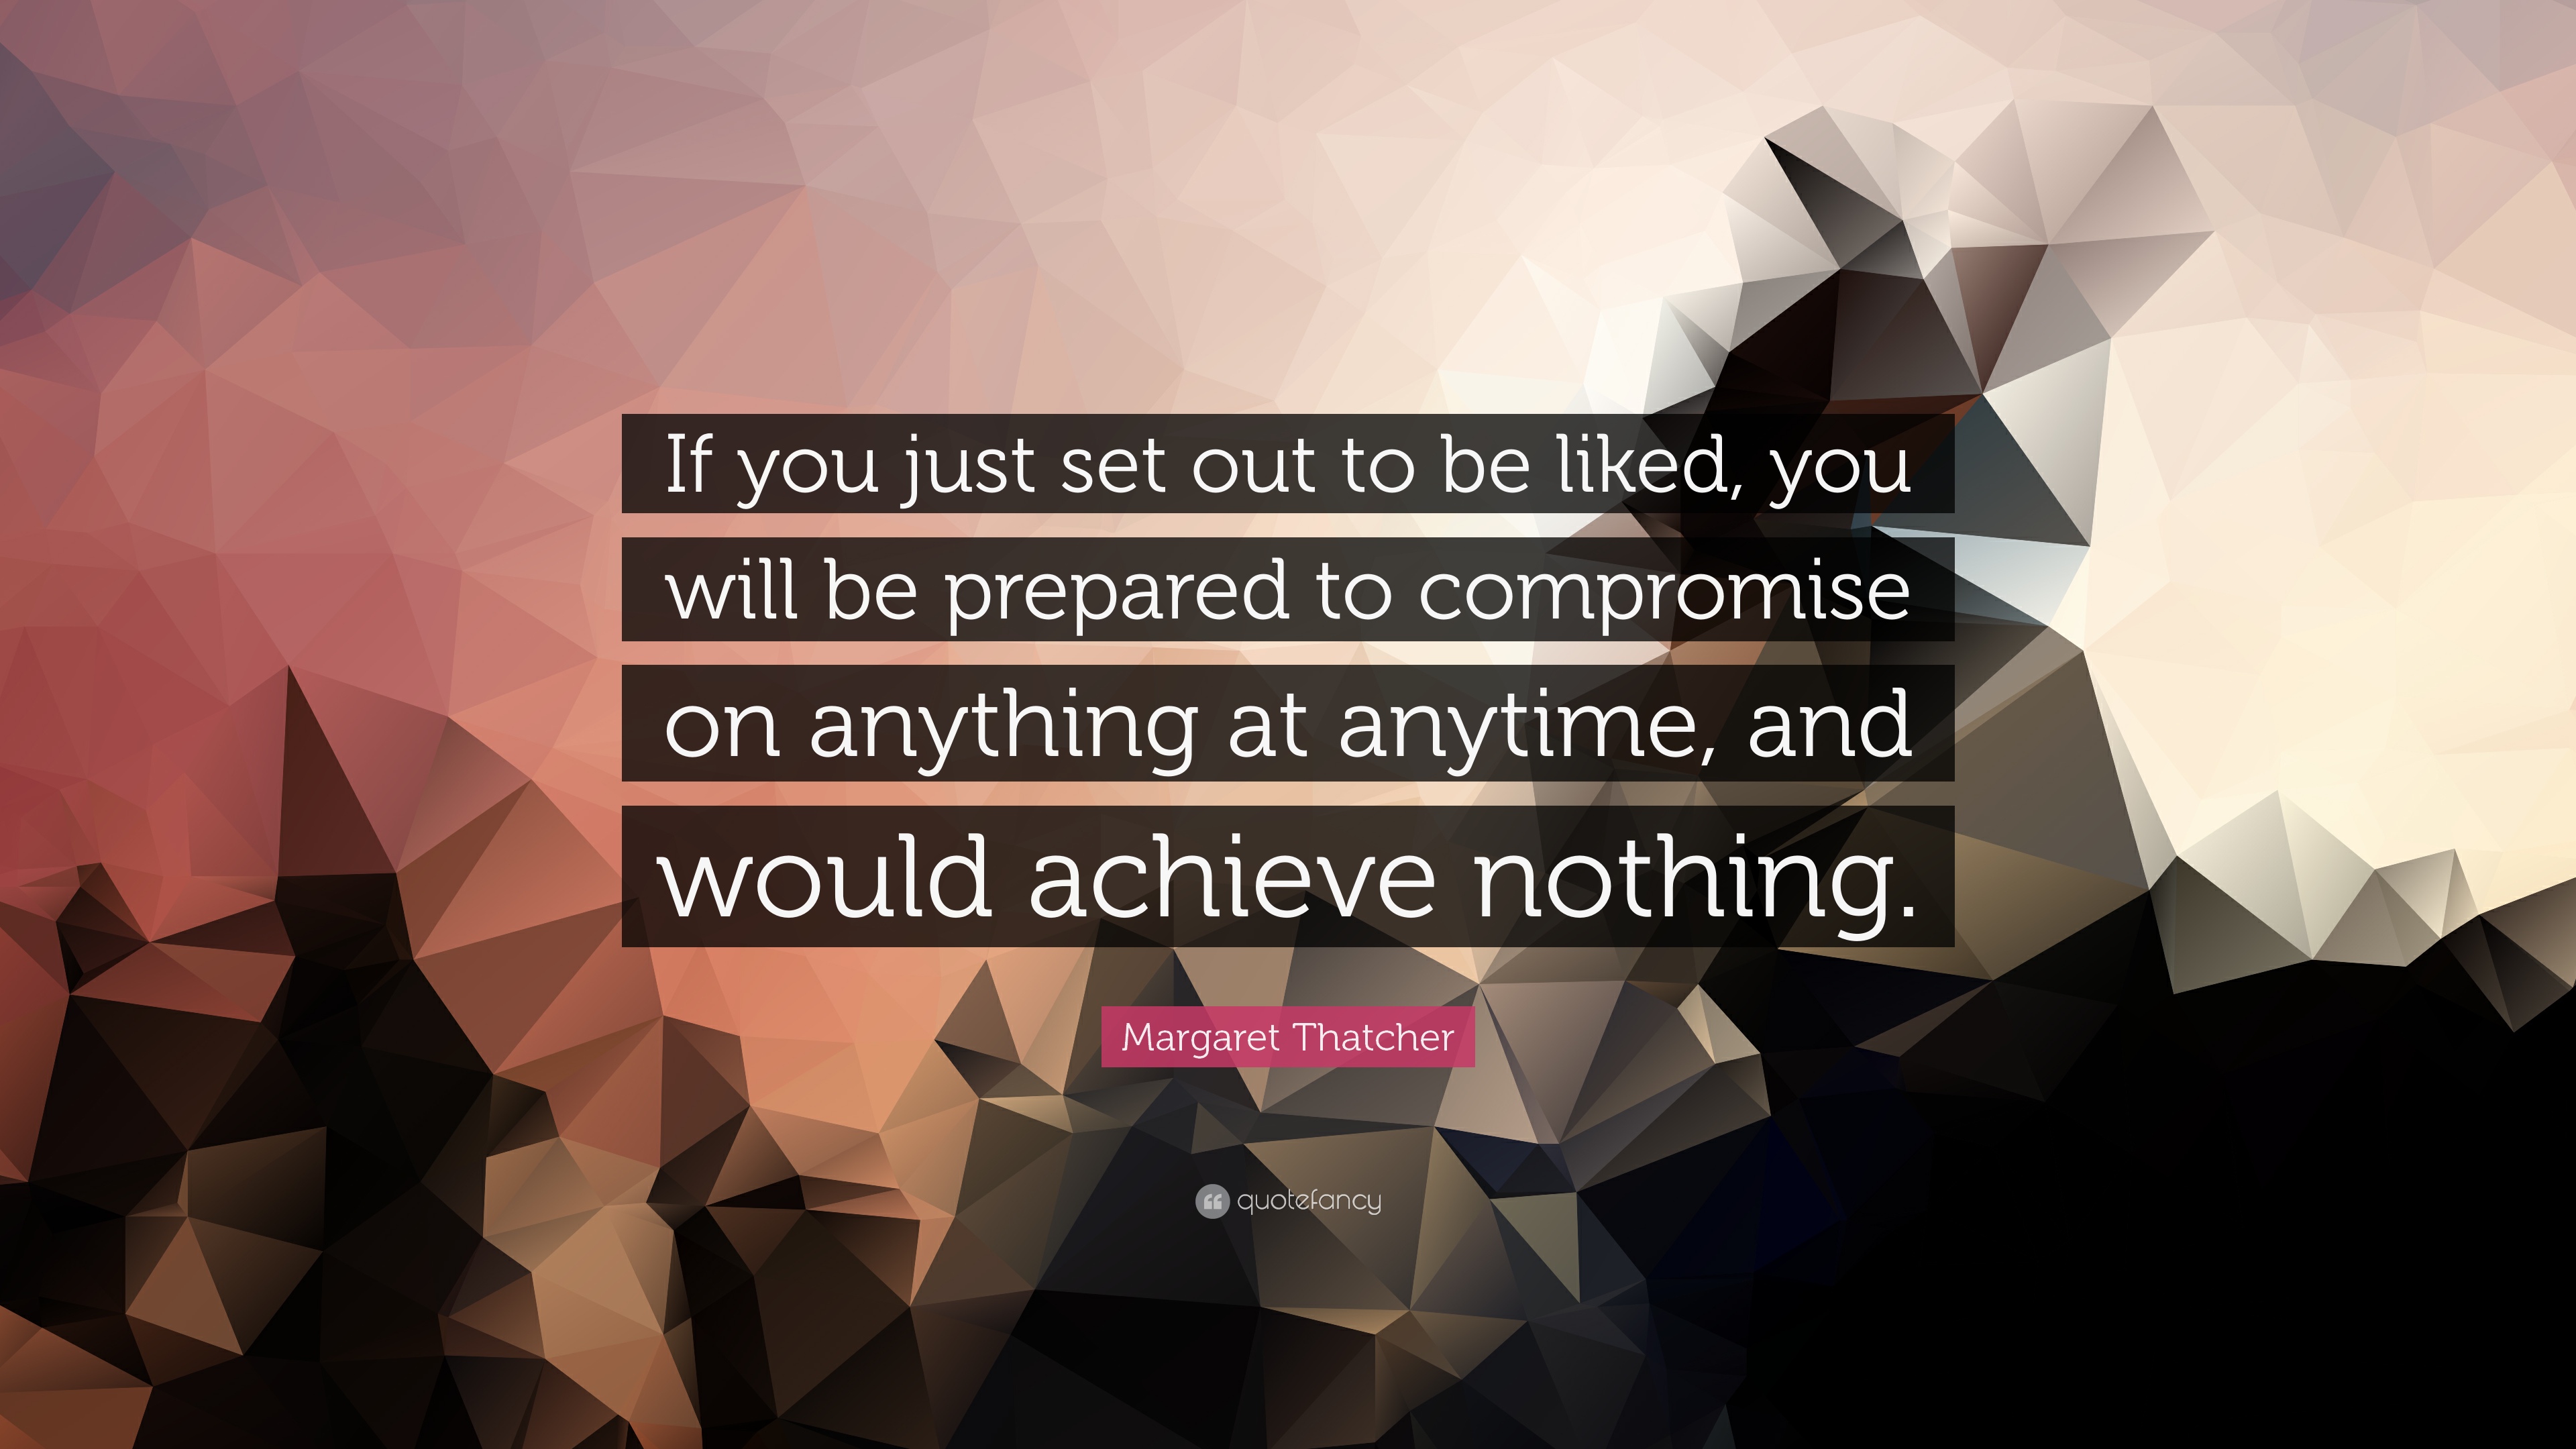 If you just set out to be liked, you
will be prepared to compromise
on anything at anytime, and
would achieve nothing.
Margaret Thatcher
quotefancy